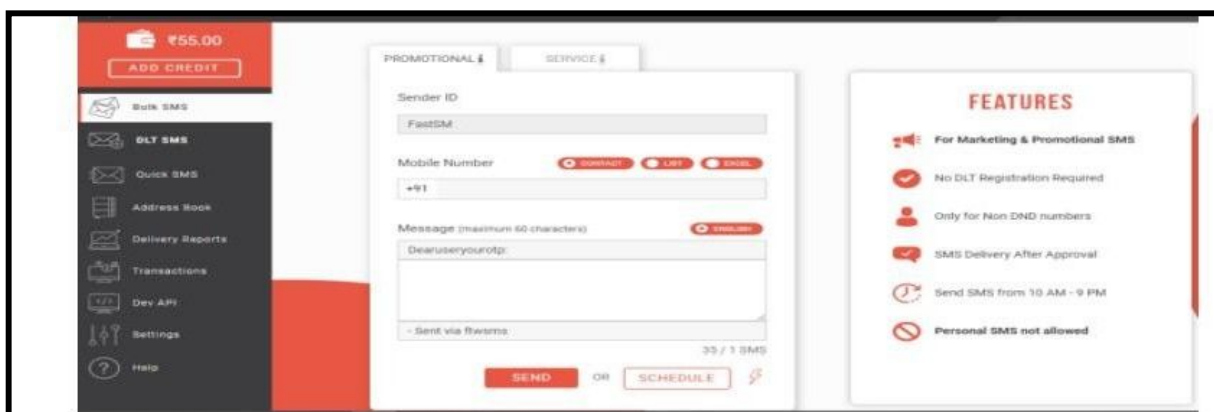 ₹55.00
ADD CREDIT
Bulk SMS
DLT SMS
Quick SMS
Address Book
Delivery Reports
Transactions
Dev API
Settings
Help
PROMOTIONAL
SERVICE
Sender ID
FastSM
Mobile Number
CONTACT
LIST
EXCEL
+91
Message (maximum 60 characters)
ENGLISH
Dearuseryourotp:
- Sent via ftwsms
35 / 1 SMS
SEND OR SCHEDULE
FEATURES
For Marketing & Promotional SMS
No DLT Registration Required
Only for Non DND numbers
SMS Delivery After Approval
Send SMS from 10 AM - 9 PM
Personal SMS not allowed